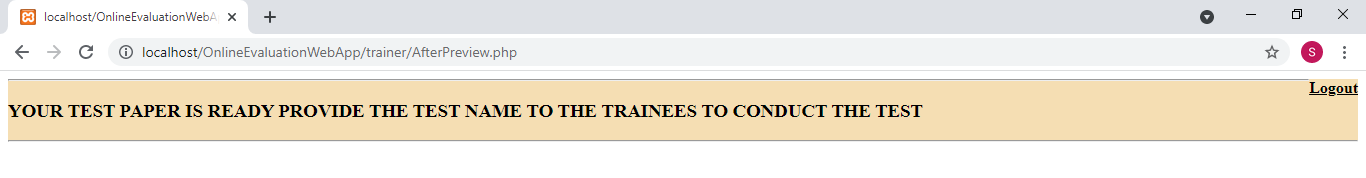 localhost/OnlineEvaluationWebA
localhost/OnlineEvaluationWebApp/trainer/AfterPreview.php
S
Logout
YOUR TEST PAPER IS READY PROVIDE THE TEST NAME TO THE TRAINEES TO CONDUCT THE TEST